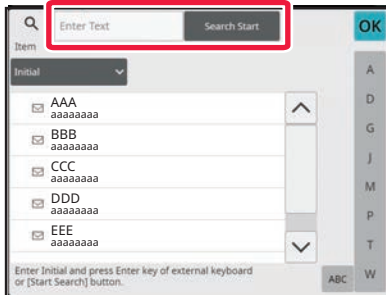 Enter Text Search Start OK
Item
Initial
A
AAA
aaaaaaaa
D
BBB
aaaaaaaa
G
CCC
aaaaaaaa
J
DDD
aaaaaaaa
M
EEE
aaaaaaaa
P
T
Enter Initial and press Enter key of external keyboard
or [Start Search] button.
ABC
W